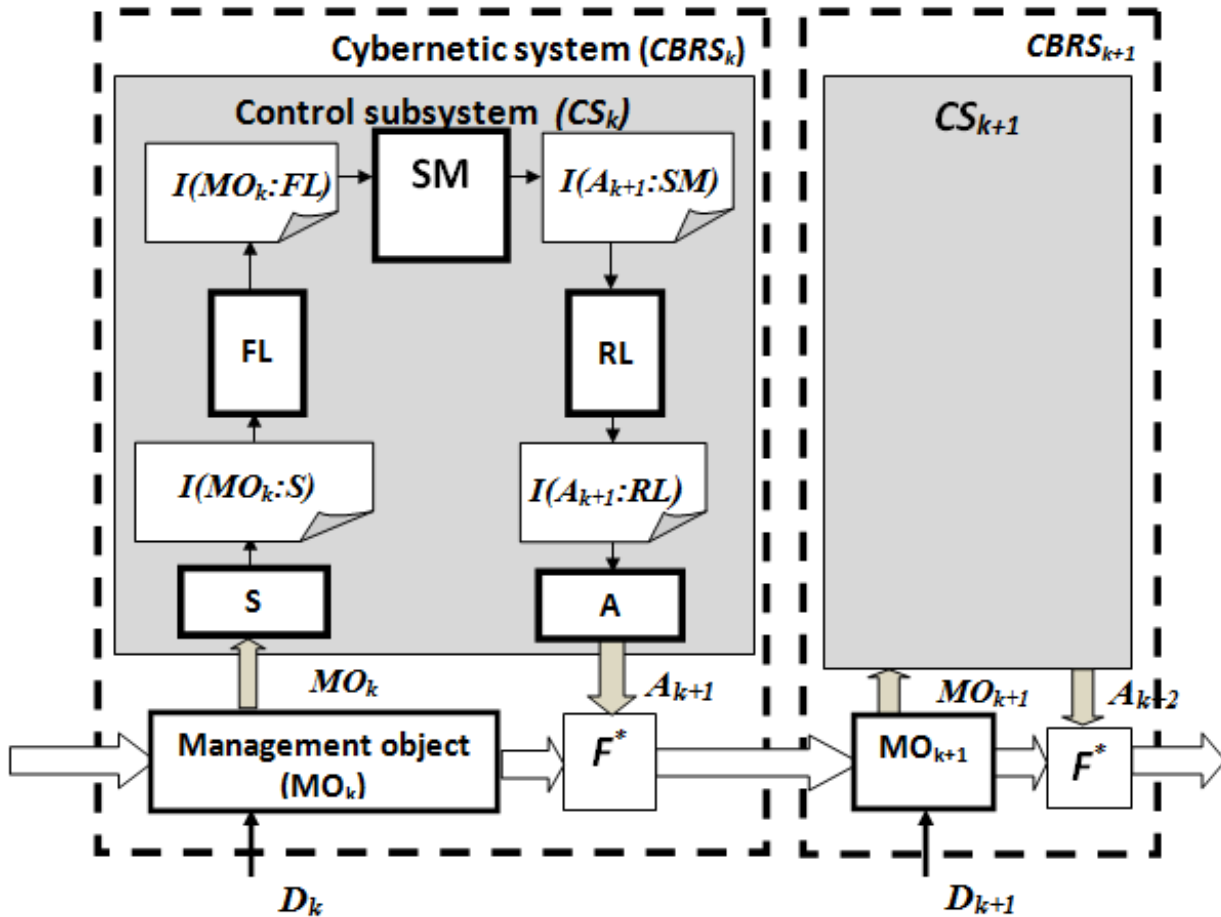 Cybernetic system (CBRSₖ)
Control subsystem (CSₖ)
I(MOₖ:FL)
SM
I(Aₖ₊₁:SM)
FL
RL
I(MOₖ:S)
I(Aₖ₊₁:RL)
S
A
MOₖ
Aₖ₊₁
Management object
(MOₖ)
F*
Dₖ
CBRSₖ₊₁
CSₖ₊₁
MOₖ₊₁
Aₖ₊₂
MOₖ₊₁
F*
Dₖ₊₁